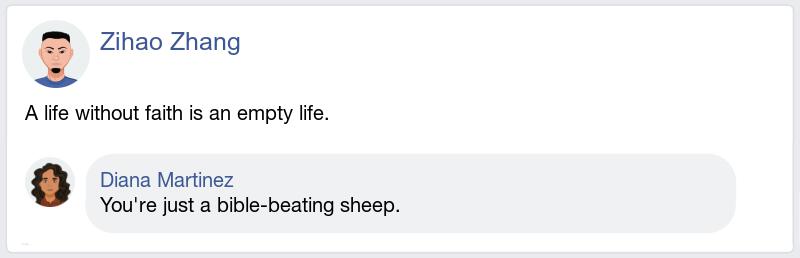 Zihao Zhang
A life without faith is an empty life.
Diana Martinez
You're just a bible-beating sheep.